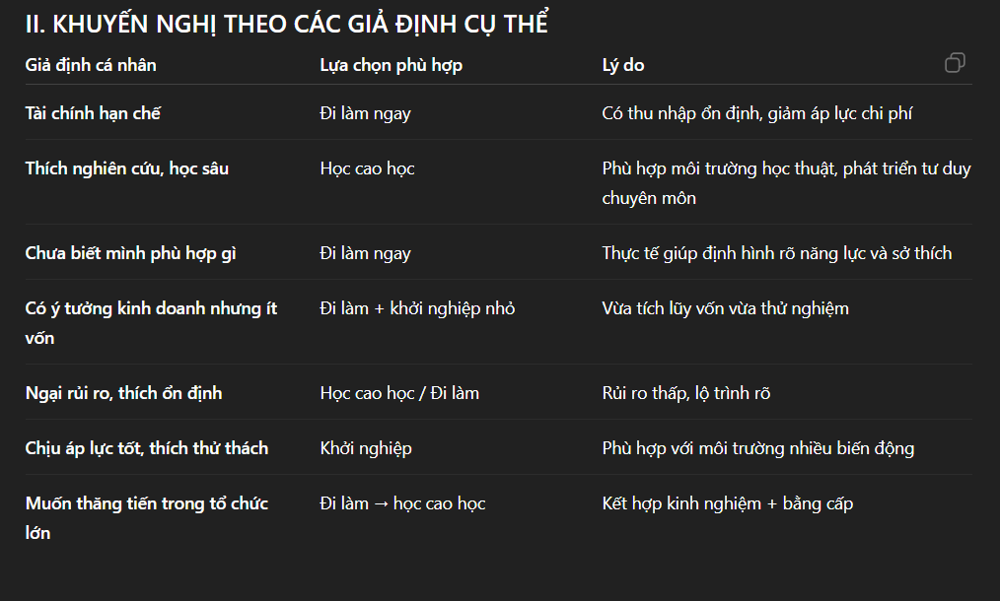 II. KHUYẾN NGHỊ THEO CÁC GIẢ ĐỊNH CỤ THỂ
Giả định cá nhân Lựa chọn phù hợp Lý do
Tài chính hạn chế Đi làm ngay Có thu nhập ổn định, giảm áp lực chi phí
Thích nghiên cứu, học sâu Học cao học Phù hợp môi trường học thuật, phát triển tư duy
chuyên môn
Chưa biết mình phù hợp gì Đi làm ngay Thực tế giúp định hình rõ năng lực và sở thích
Có ý tưởng kinh doanh nhưng ít Đi làm + khởi nghiệp nhỏ Vừa tích lũy vốn vừa thử nghiệm
vốn
Ngại rủi ro, thích ổn định Học cao học / Đi làm Rủi ro thấp, lộ trình rõ
Chịu áp lực tốt, thích thử thách Khởi nghiệp Phù hợp với môi trường nhiều biến động
Muốn thăng tiến trong tổ chức Đi làm → học cao học Kết hợp kinh nghiệm + bằng cấp
lớn